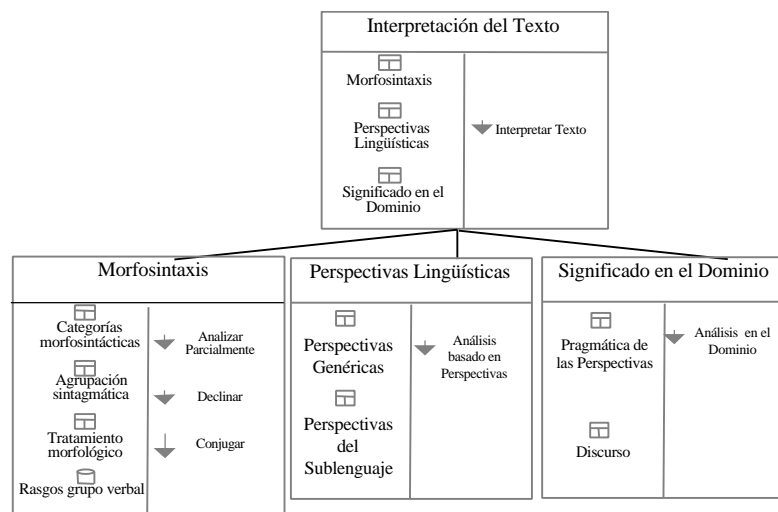 Interpretación del Texto
Morfosintaxis
Perspectivas
Lingüísticas
Interpretar Texto
Significado en el
Dominio
Morfosintaxis
Categorías
morfosintácticas
Analizar
Parcialmente
Agrupación
sintagmática
Declinar
Tratamiento
morfológico
Conjugar
Rasgos grupo verbal
Perspectivas Lingüísticas
Perspectivas
Genéricas
Análisis
basado en
Perspectivas
Perspectivas
del
Sublenguaje
Significado en el Dominio
Pragmática de
las Perspectivas
Análisis en el
Dominio
Discurso